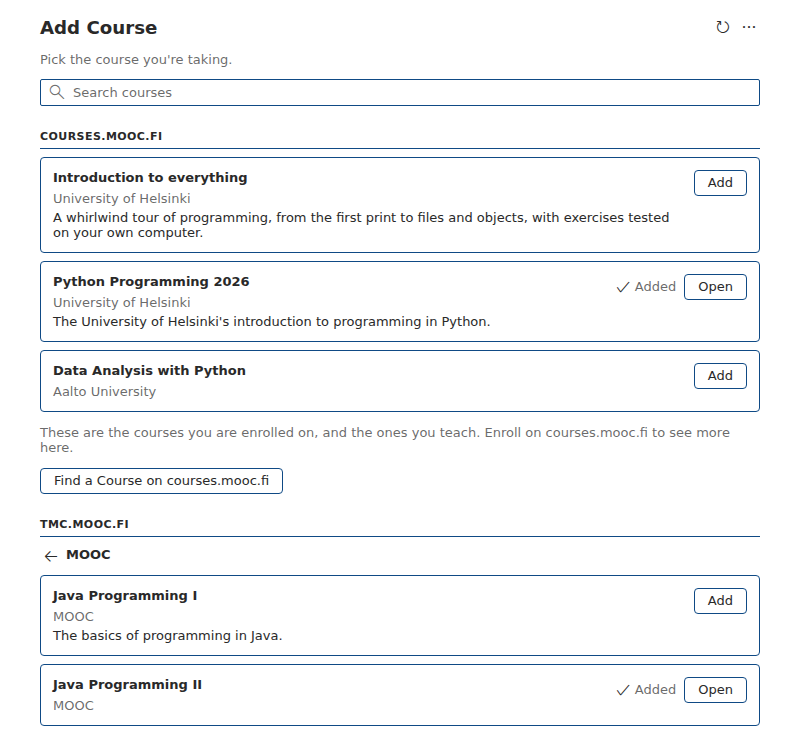 Add Course
Pick the course you're taking.
Search courses
COURSES.MOOC.FI
Introduction to everything
Add
University of Helsinki
A whirlwind tour of programming, from the first print to files and objects, with exercises tested
on your own computer.
Python Programming 2026
Added
Open
University of Helsinki
The University of Helsinki's introduction to programming in Python.
Data Analysis with Python
Add
Aalto University
These are the courses you are enrolled on, and the ones you teach. Enroll on courses.mooc.fi to see more
here.
Find a Course on courses.mooc.fi
TMC.MOOC.FI
MOOC
Java Programming I
Add
MOOC
The basics of programming in Java.
Java Programming II
Added
Open
MOOC